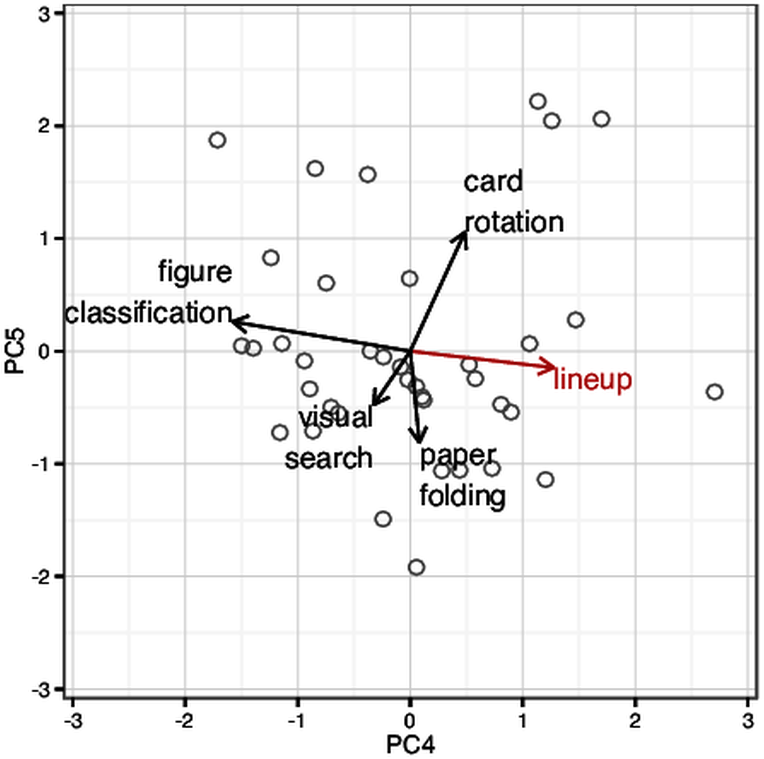 3
2
card
rotation
1
figure
classification
0
lineup
visual
search
paper
folding
-1
-2
-3
PC5
-3
-2
-1
0
1
2
3
PC4